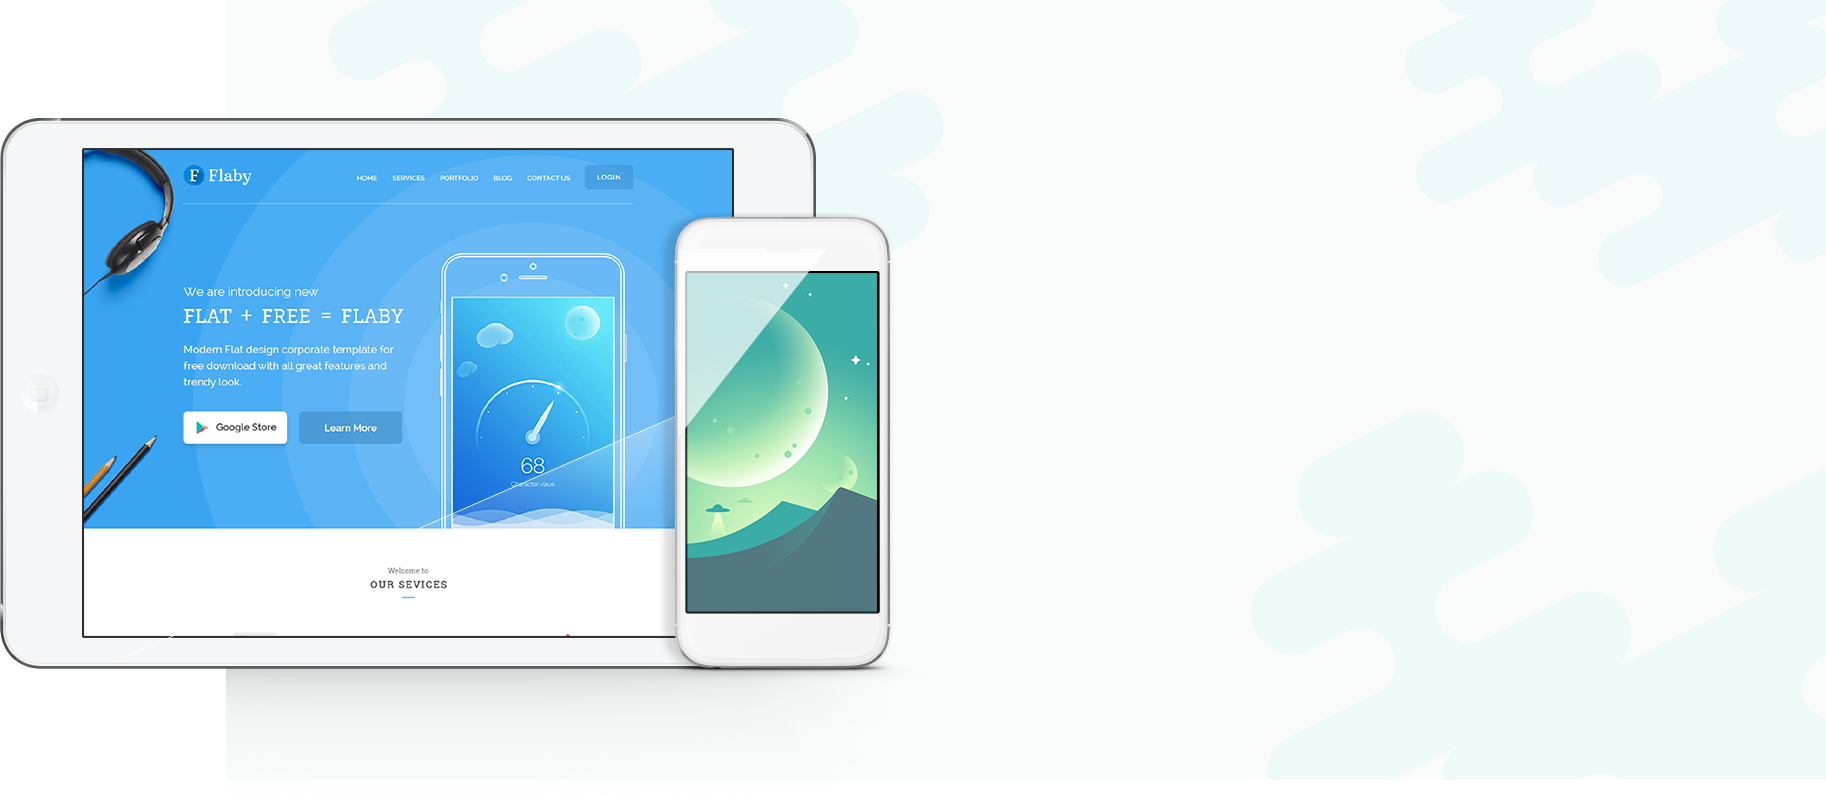 F Flaby
HOME SERVICES PORTFOLIO BLOG CONTACT US LOGIN
We are introducing new
FLAT + FREE = FLABY
Modern Flat design corporate template for
free download with all great features and
trendy look.
Google Store Learn More
68
Character value
Welcome to
OUR SEVICES